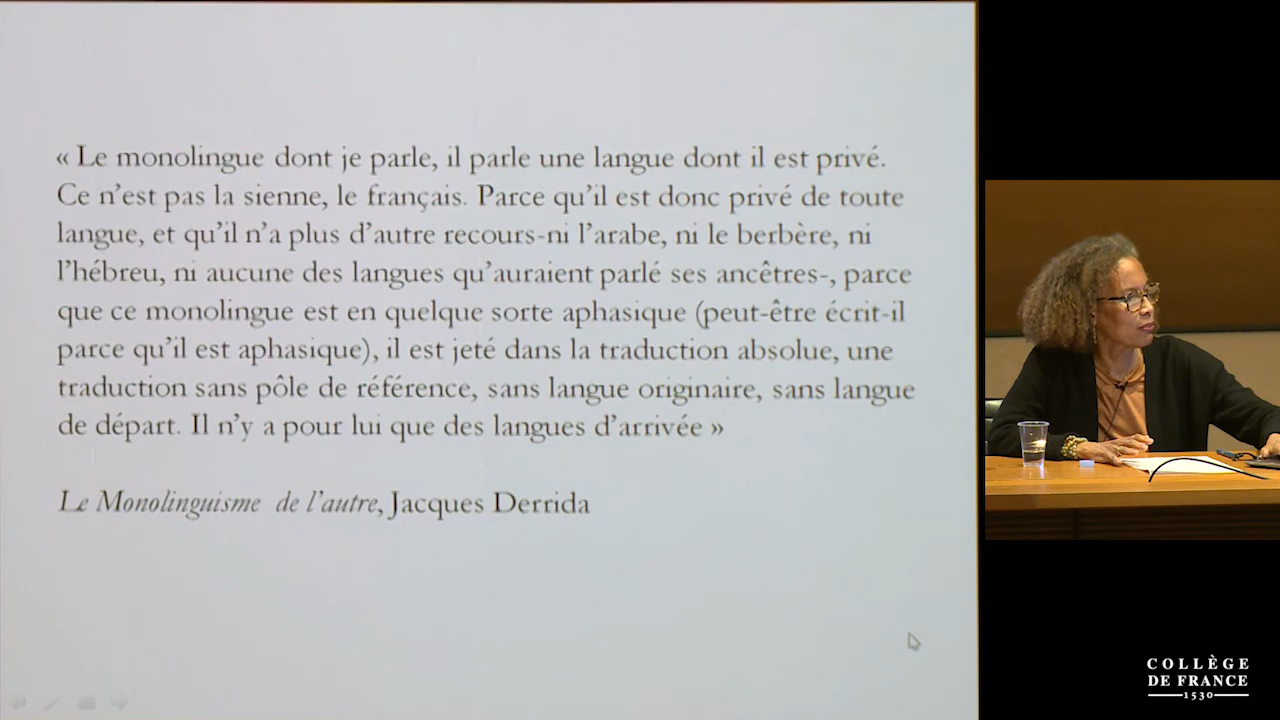 « Le monolingue dont je parle, il parle une langue dont il est privé.
Ce n’est pas la sienne, le français. Parce qu’il est donc privé de toute
langue, et qu’il n’a plus d’autre recours-ni l’arabe, ni le berbère, ni
l’hébreu, ni aucune des langues qu’auraient parlé ses ancêtres-, parce
que ce monolingue est en quelque sorte aphasique (peut-être écrit-il
parce qu’il est aphasique), il est jeté dans la traduction absolue, une
traduction sans pôle de référence, sans langue originaire, sans langue
de départ. Il n’y a pour lui que des langues d’arrivée »
Le Monolinguisme de l’autre, Jacques Derrida
COLLÈGE
DE FRANCE
1530